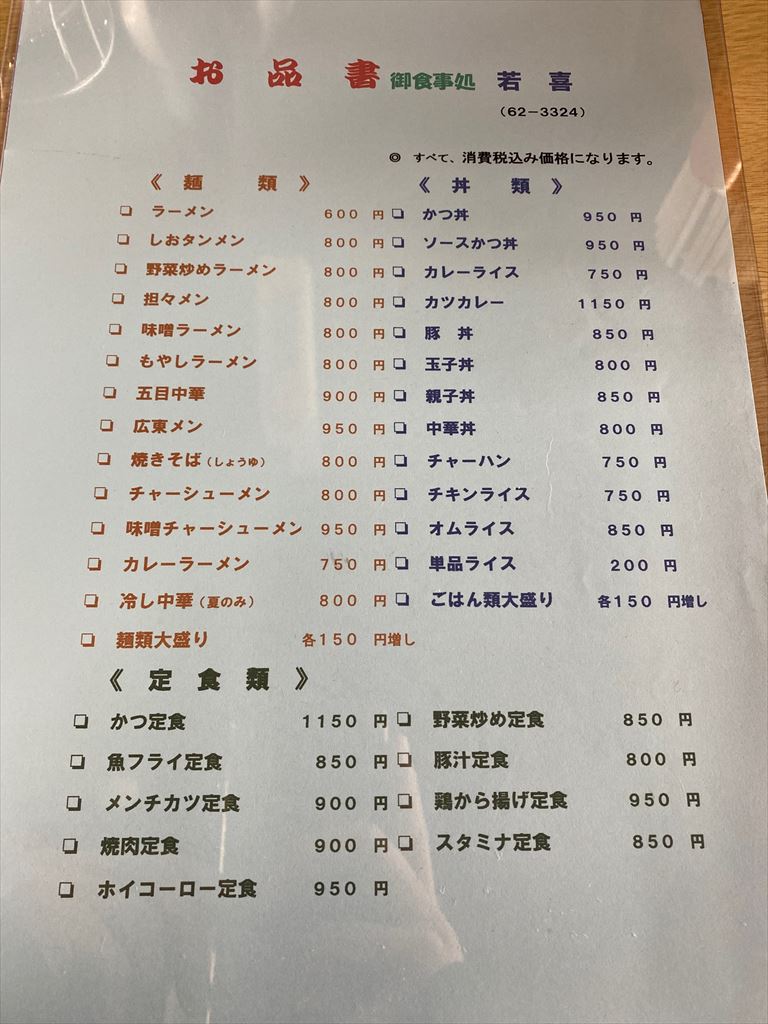 お品書 御食事処 若喜
（62－3324）
◎ すべて、消費税込み価格になります。
《 麺 類 》
❏ ラーメン 600 円
❏ しおタンメン 800 円
❏ 野菜炒めラーメン 800 円
❏ 担々メン 800 円
❏ 味噌ラーメン 800 円
❏ もやしラーメン 800 円
❏ 五目中華 900 円
❏ 広東メン 950 円
❏ 焼きそば（しょうゆ） 800 円
❏ チャーシューメン 800 円
❏ 味噌チャーシューメン 950 円
❏ カレーラーメン 750 円
❏ 冷し中華（夏のみ） 800 円
❏ 麺類大盛り 各150 円増し
《 丼 類 》
❏ かつ丼 950 円
❏ ソースかつ丼 950 円
❏ カレーライス 750 円
❏ カツカレー 1150 円
❏ 豚 丼 850 円
❏ 玉子丼 800 円
❏ 親子丼 850 円
❏ 中華丼 800 円
❏ チャーハン 750 円
❏ チキンライス 750 円
❏ オムライス 850 円
❏ 単品ライス 200 円
❏ ごはん類大盛り 各150 円増し
《 定 食 類 》
❏ かつ定食 1150 円
❏ 魚フライ定食 850 円
❏ メンチカツ定食 900 円
❏ 焼肉定食 900 円
❏ ホイコーロー定食 950 円
❏ 野菜炒め定食 850 円
❏ 豚汁定食 800 円
❏ 鶏から揚げ定食 950 円
❏ スタミナ定食 850 円